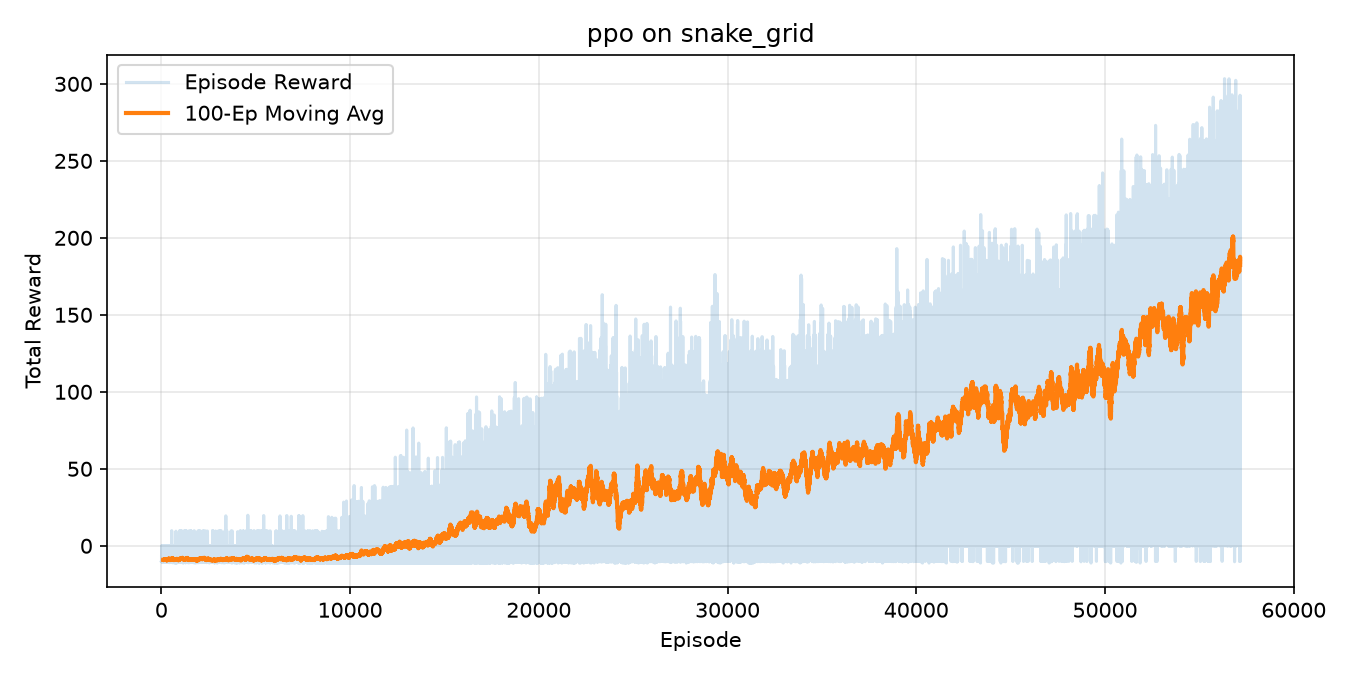 ppo on snake_grid
Episode Reward
100-Ep Moving Avg
300
250
200
150
100
50
0
Total Reward
0
10000
20000
30000
40000
50000
60000
Episode